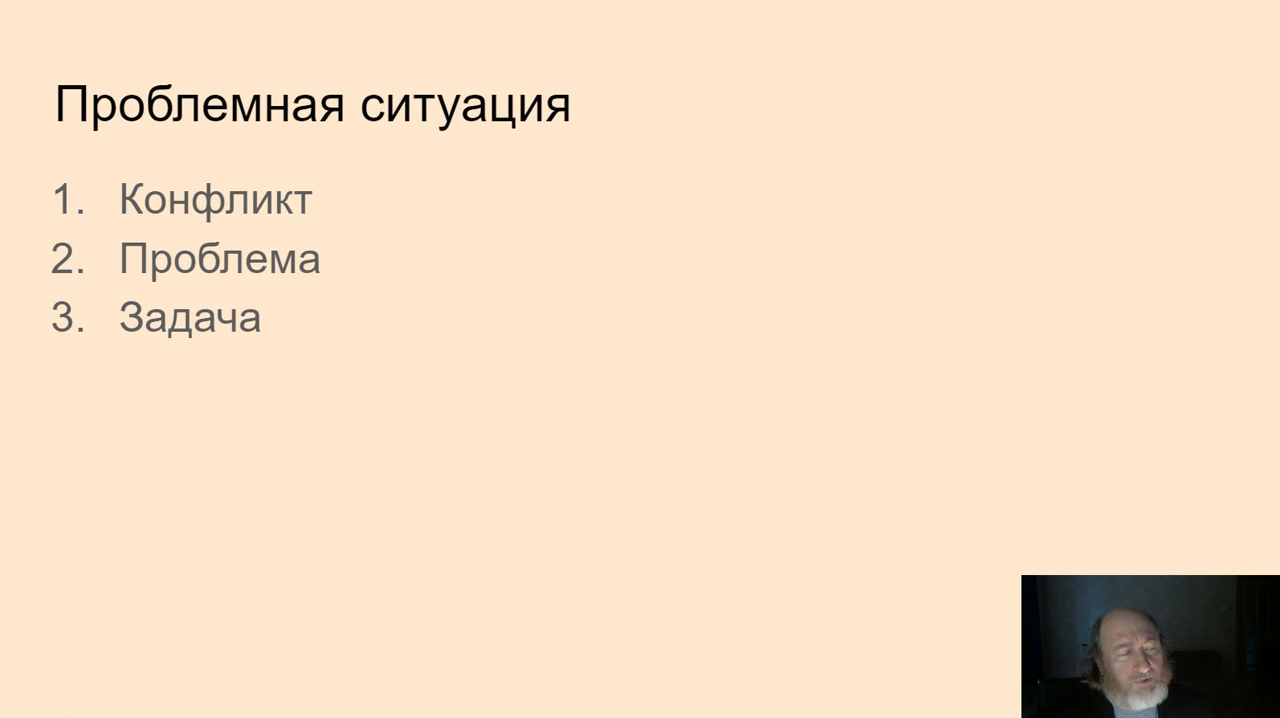 Проблемная ситуация
1. Конфликт
2. Проблема
3. Задача